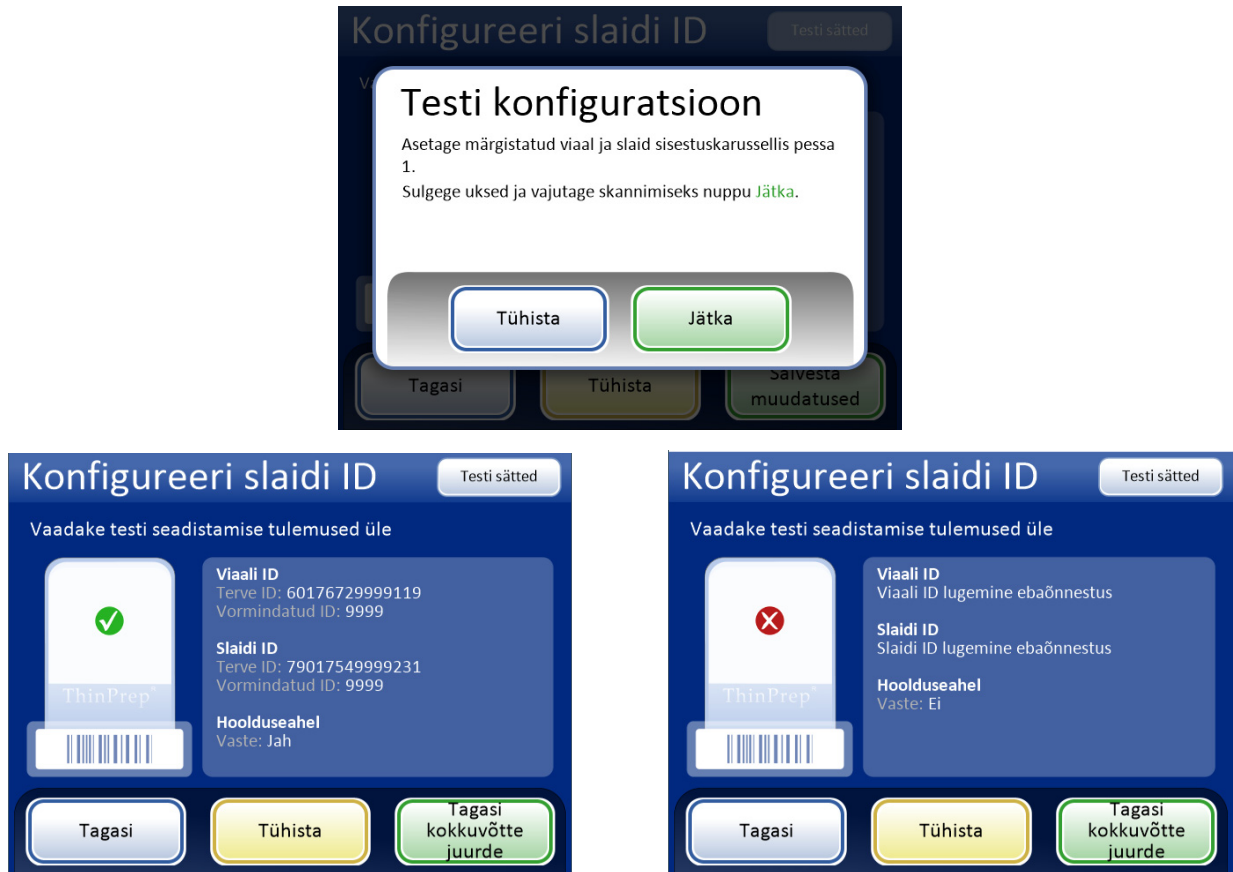 Konfigureeri slaidi ID
Testi sätted
Testi konfiguratsioon
Asetage märgistatud viaal ja slaid sisestuskarussellis pessa
1.
Sulgege uksed ja vajutage skannimiseks nuppu Jätka.
Tühista
Jätka
Tagasi
Tühista
Salvesta
muudatused
Konfigureeri slaidi ID
Testi sätted
Vaadake testi seadistamise tulemused üle
ThinPrep®
Viaali ID
Terve ID: 60176729999119
Vormindatud ID: 9999
Slaidi ID
Terve ID: 79017549999231
Vormindatud ID: 9999
Hoolduseahel
Vaste: Jah
Tagasi
Tühista
Tagasi
kokkuvõtte
juurde
Konfigureeri slaidi ID
Testi sätted
Vaadake testi seadistamise tulemused üle
ThinPrep®
Viaali ID
Viaali ID lugemine ebaõnnestus
Slaidi ID
Slaidi ID lugemine ebaõnnestus
Hoolduseahel
Vaste: Ei
Tagasi
Tühista
Tagasi
kokkuvõtte
juurde